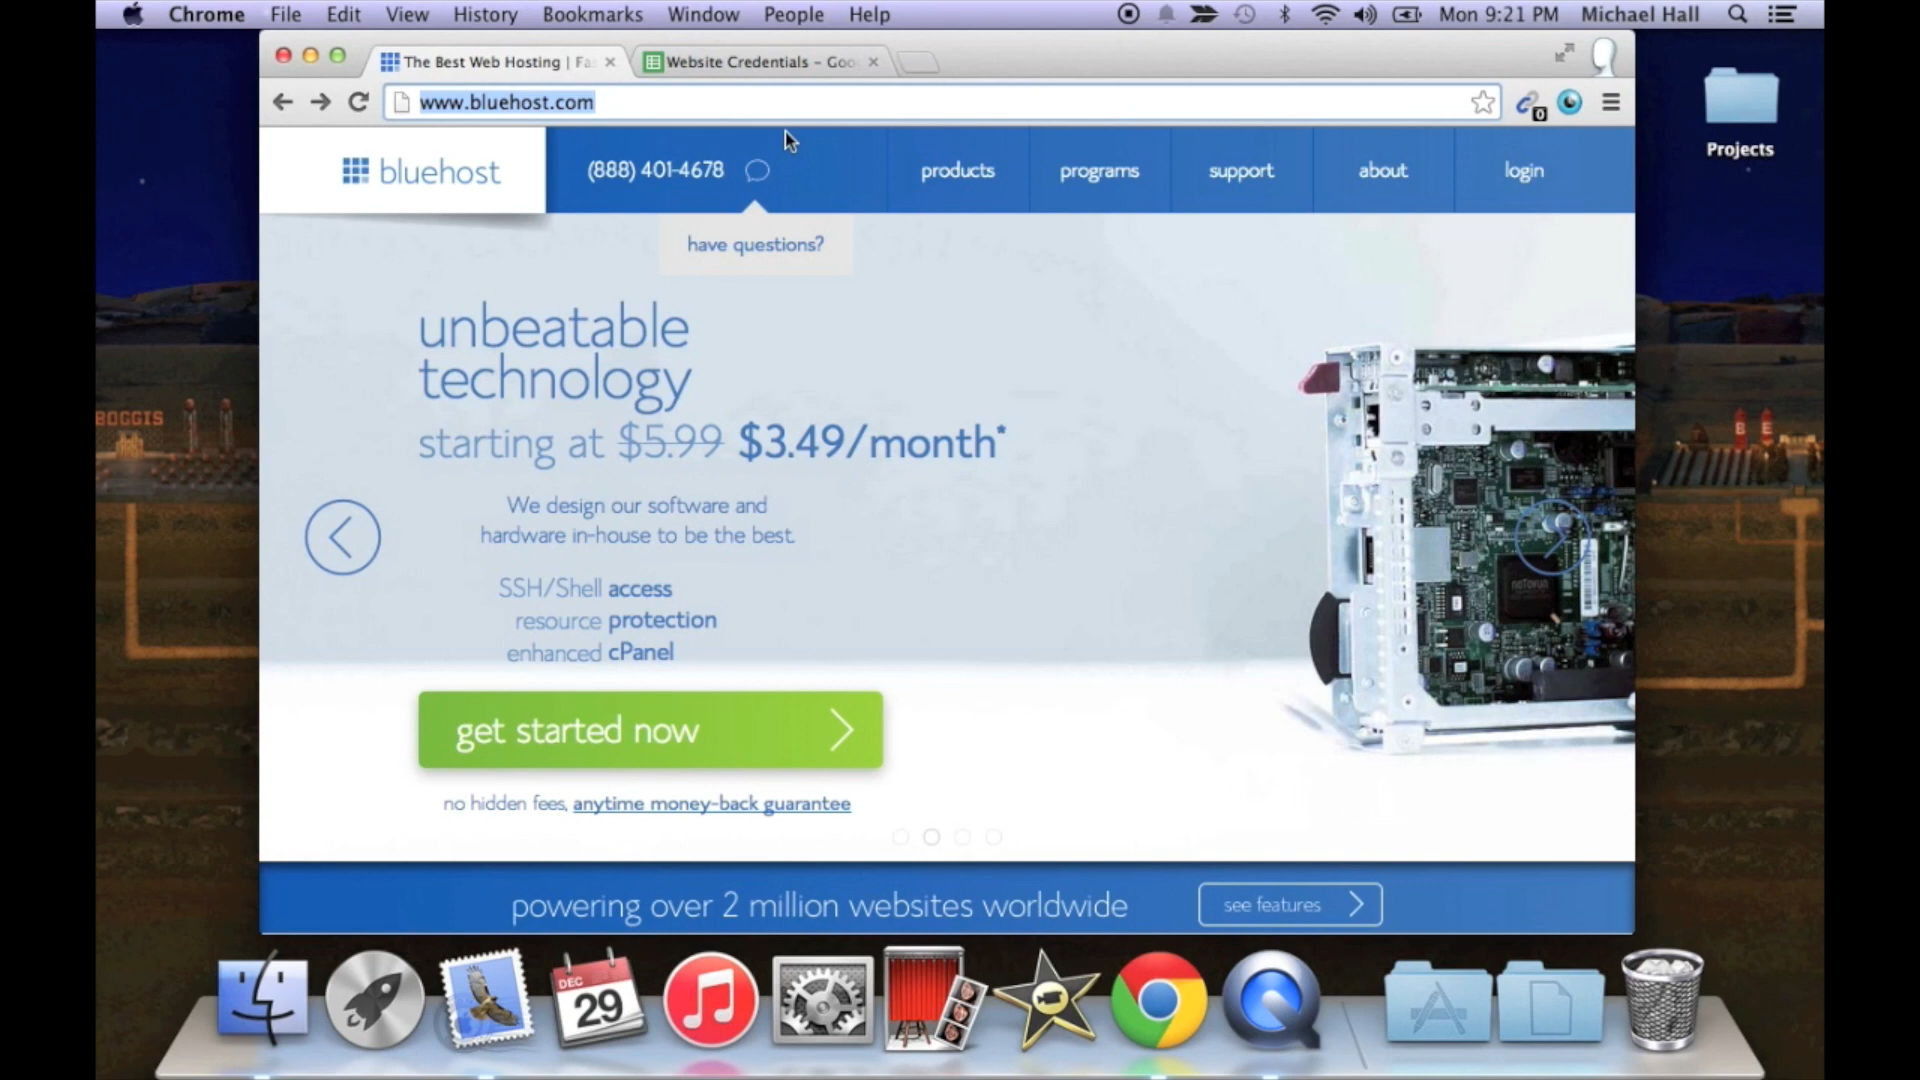 Chrome File Edit View History Bookmarks Window People Help Mon 9:21 PM Michael Hall
The Best Web Hosting | Fa
Website Credentials – Goo
www.bluehost.com
0
Projects
bluehost
(888) 401-4678
products
programs
support
about
login
have questions?
unbeatable
technology
starting at $5.99 $3.49/month*
We design our software and
hardware in-house to be the best.
SSH/Shell access
resource protection
enhanced cPanel
get started now
no hidden fees, anytime money-back guarantee
powering over 2 million websites worldwide
see features
BOGGIS
B E
DEC
29